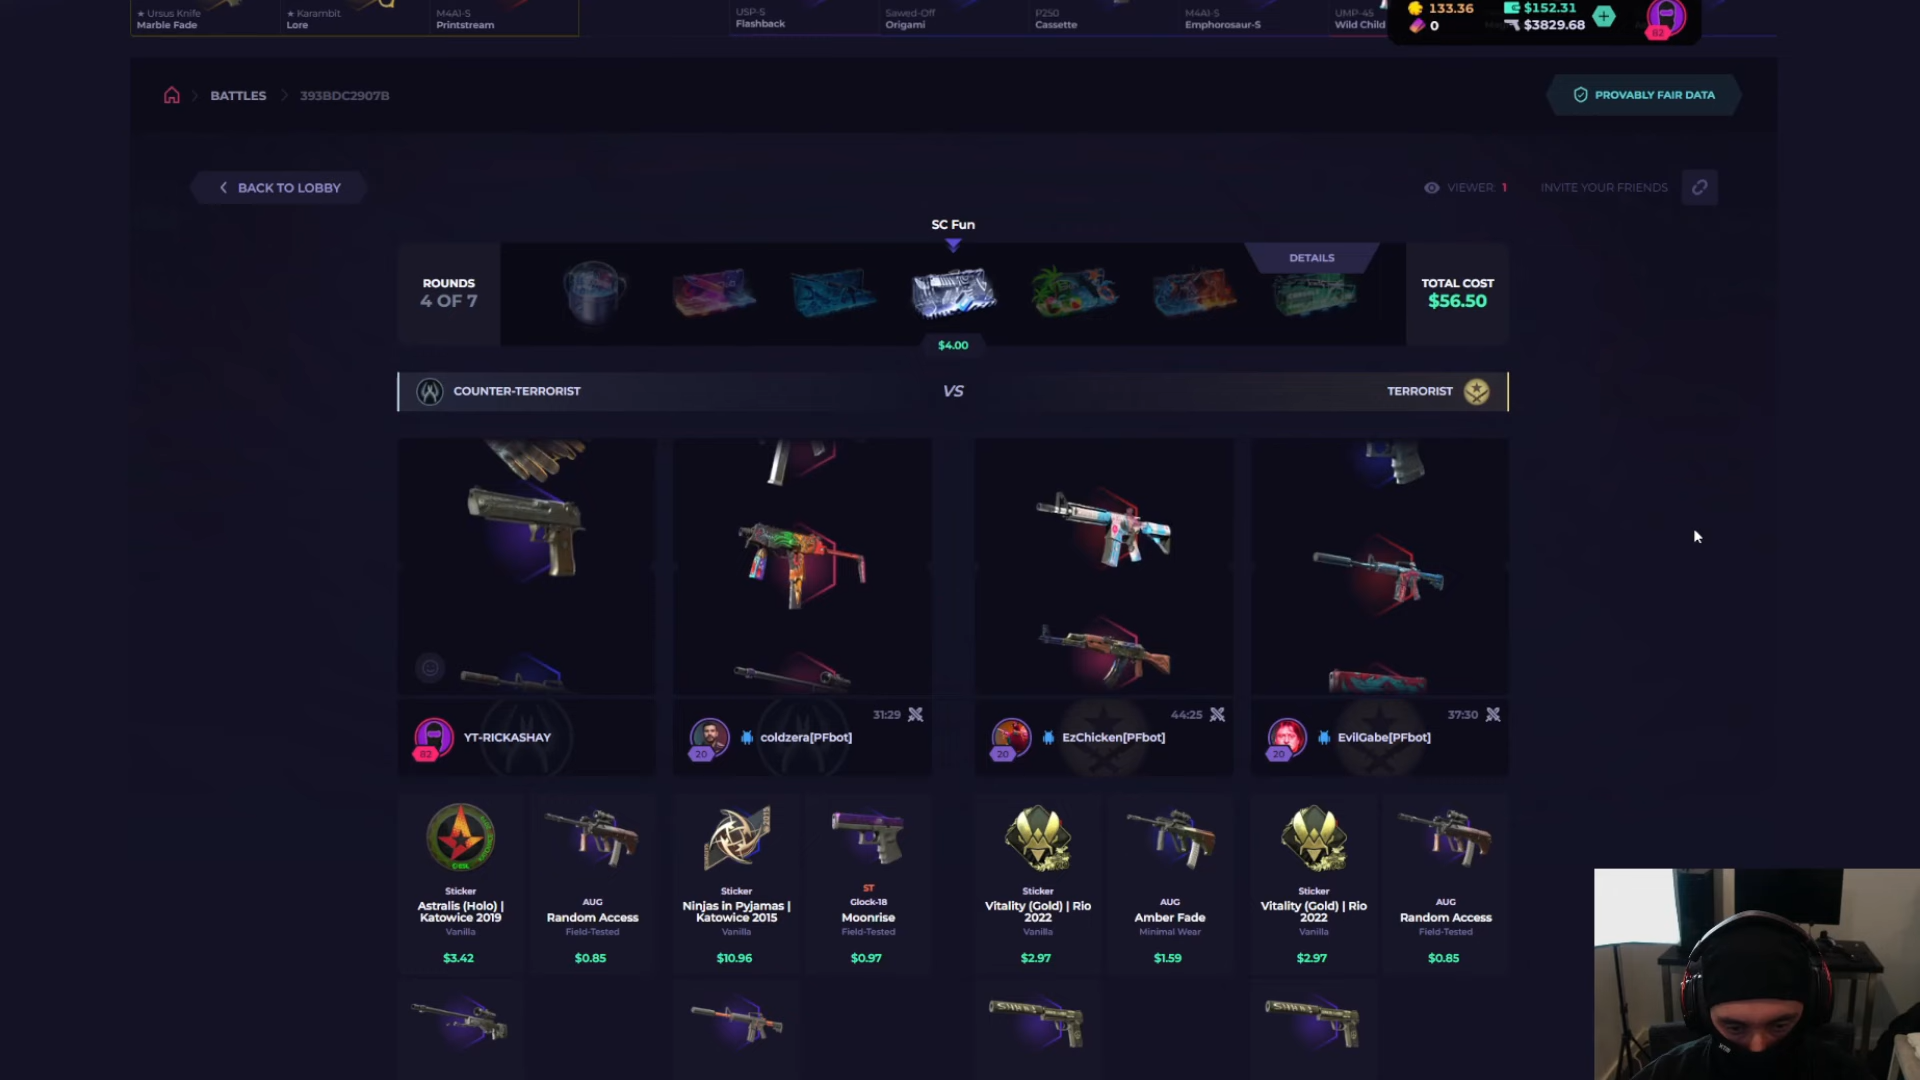 ★ Ursus Knife
Marble Fade
★ Karambit
Lore
M4A1-S
Printstream
USP-S
Flashback
Sawed-Off
Origami
P250
Cassette
M4A1-S
Emphorosaur-S
UMP-45
Wild Child
133.36
0
$152.31
$3829.68
82
BATTLES
393BDC2907B
PROVABLY FAIR DATA
BACK TO LOBBY
VIEWER: 1
INVITE YOUR FRIENDS
SC Fun
ROUNDS
4 OF 7
DETAILS
TOTAL COST
$56.50
$4.00
COUNTER-TERRORIST
VS
TERRORIST
82
YT-RICKASHAY
31:29
20
coldzera[PFbot]
44:25
20
EzChicken[PFbot]
37:30
20
EvilGabe[PFbot]
Sticker
Astralis (Holo) |
Katowice 2019
Vanilla
$3.42
AUG
Random Access
Field-Tested
$0.85
Sticker
Ninjas in Pyjamas |
Katowice 2015
Vanilla
$10.96
ST
Glock-18
Moonrise
Field-Tested
$0.97
Sticker
Vitality (Gold) | Rio
2022
Vanilla
$2.97
AUG
Amber Fade
Minimal Wear
$1.59
Sticker
Vitality (Gold) | Rio
2022
Vanilla
$2.97
AUG
Random Access
Field-Tested
$0.85